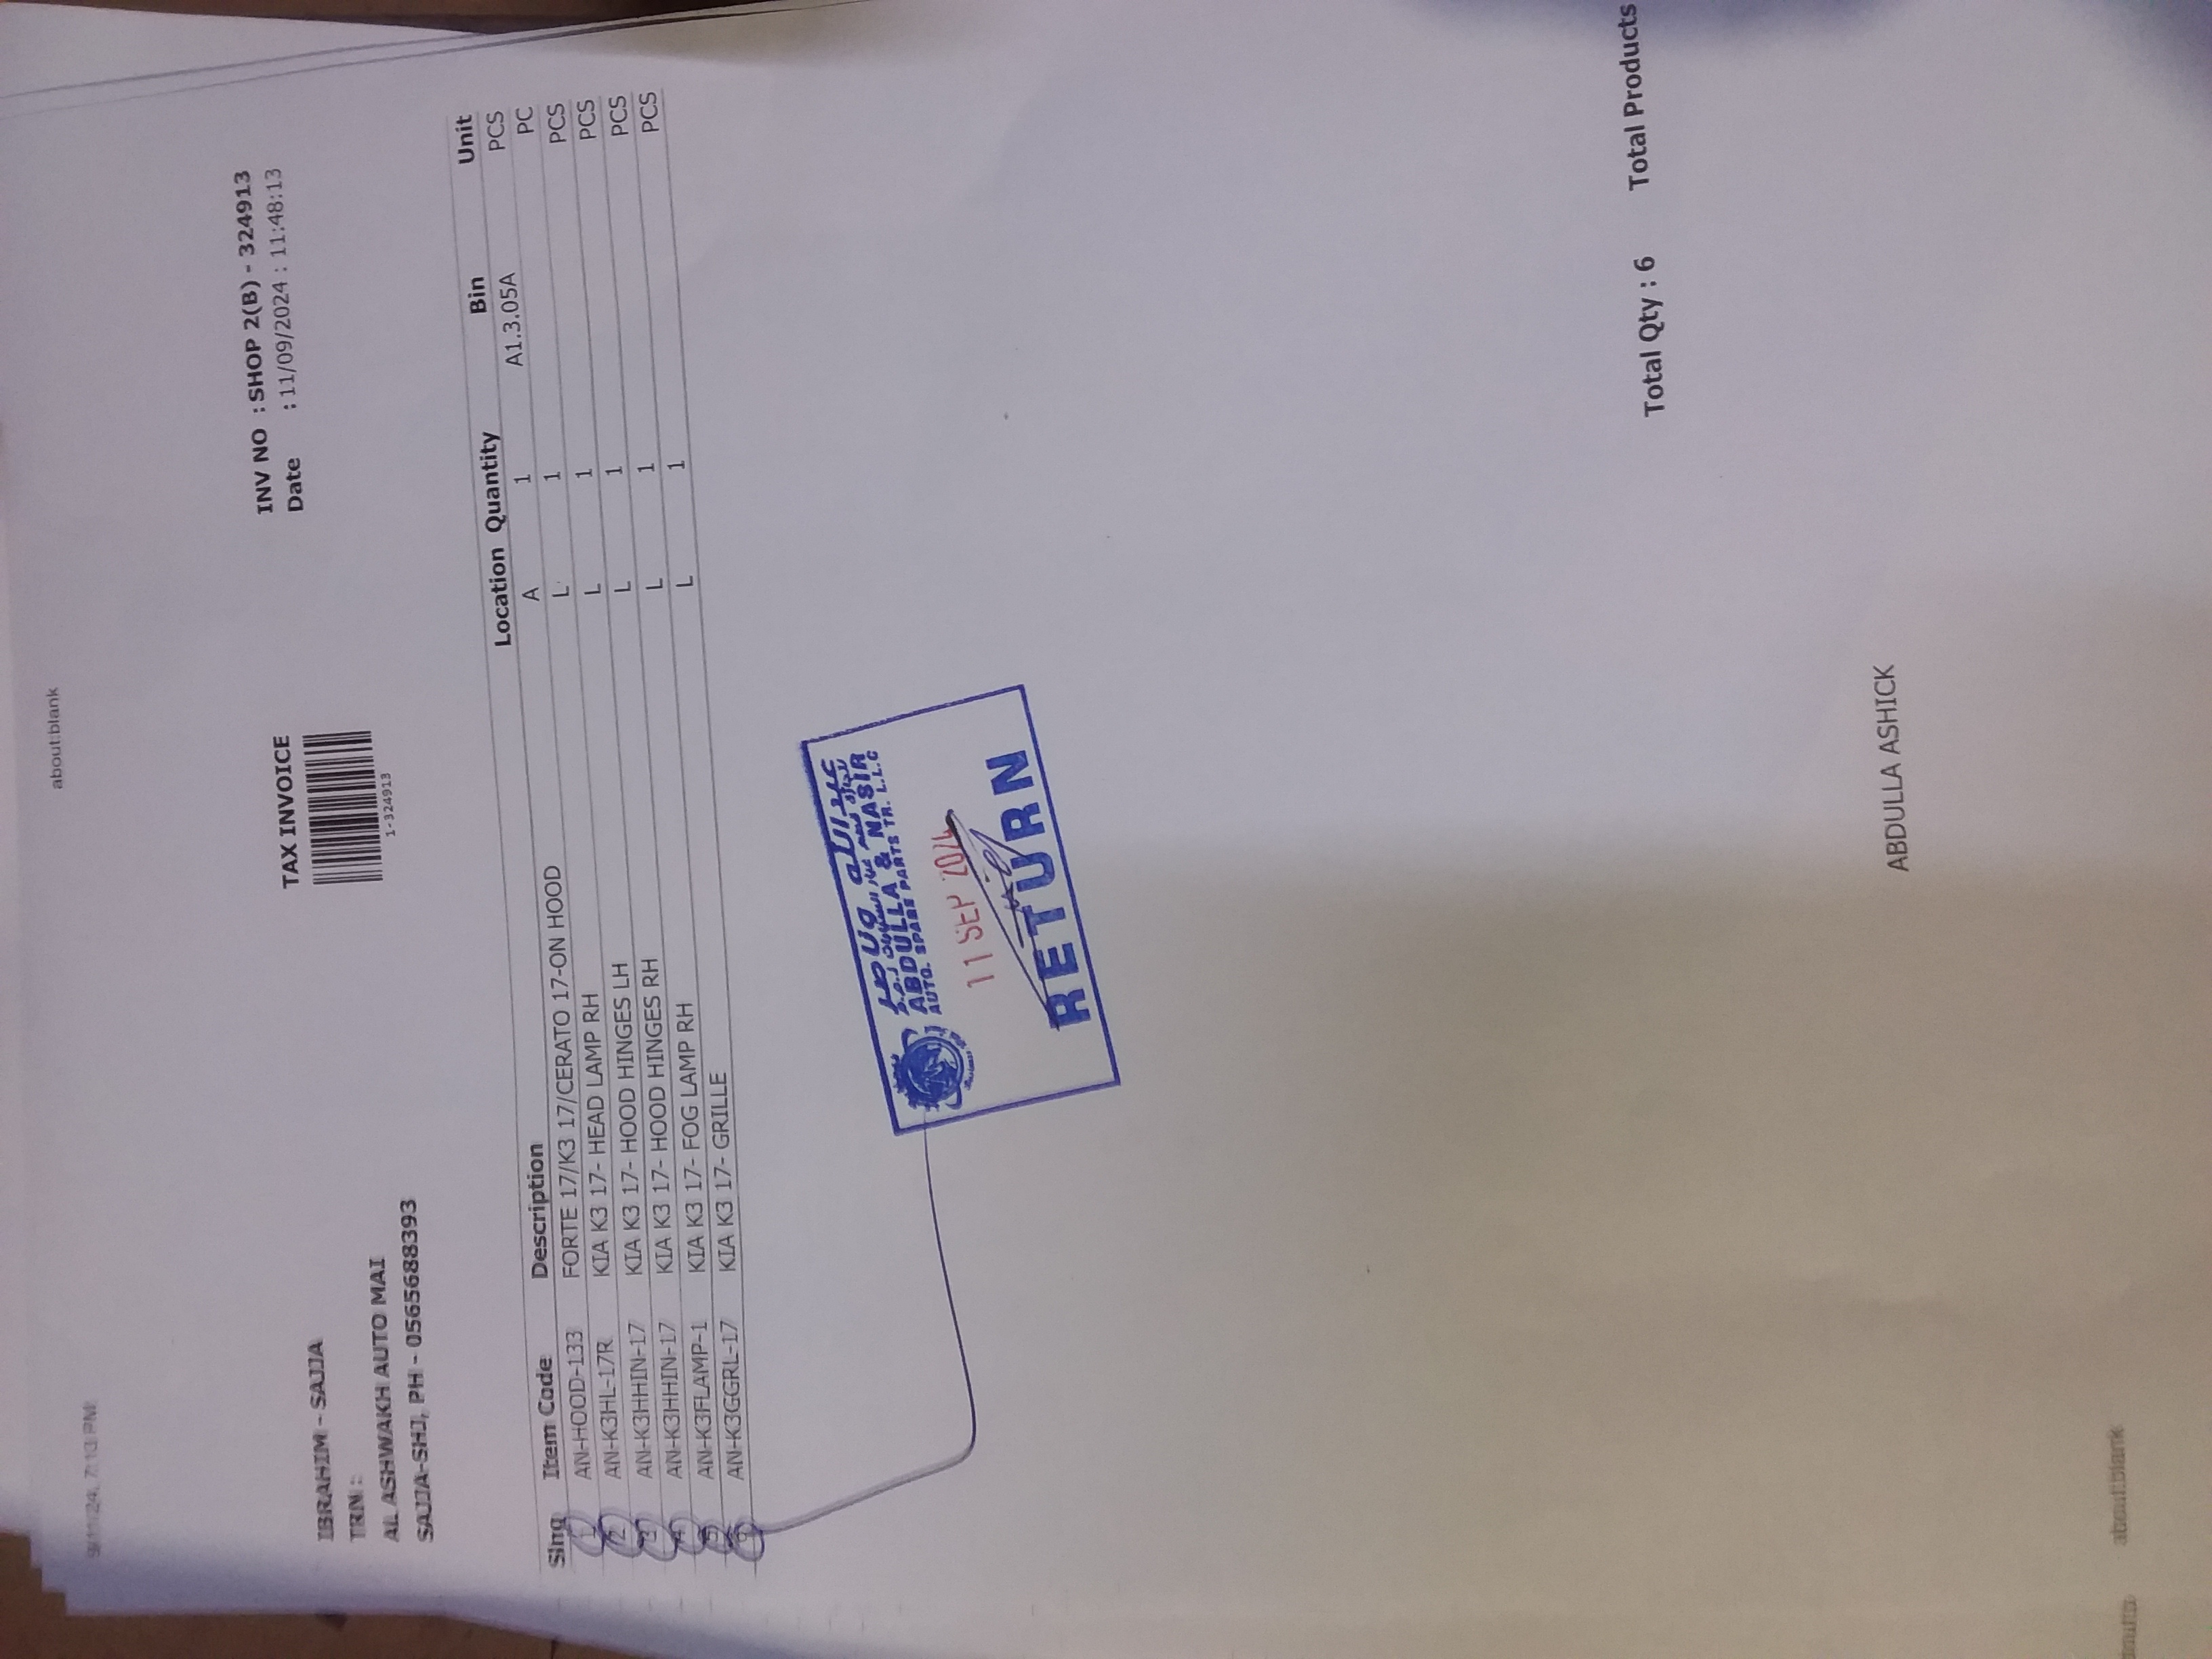 9/11/24, 7:13 PM
about:blank
TAX INVOICE
1-324913
IBRAHIM - SAJJA
TRN :
AL ASHWAKH AUTO MAI
SAJJA-SHJ, PH - 0565688393
INV NO : SHOP 2(B) - 324913
Date : 11/09/2024 : 11:48:13
Slno Item Code Description Location Quantity Bin Unit
1 AN-HOOD-133 FORTE 17/K3 17/CERATO 17-ON HOOD A 1 A1.3.05A PCS
2 AN-K3HL-17R KIA K3 17- HEAD LAMP RH L 1 PC
3 AN-K3HHIN-17 KIA K3 17- HOOD HINGES LH L 1 PCS
4 AN-K3HHIN-17 KIA K3 17- HOOD HINGES RH L 1 PCS
5 AN-K3FLAMP-1 KIA K3 17- FOG LAMP RH L 1 PCS
6 AN-K3GGRL-17 KIA K3 17- GRILLE L 1 PCS
ABDULLA & NASIR
AUTO. SPARE PARTS TR. L.L.C
11 SEP 2024
RETURN
Total Qty : 6 Total Products
ABDULLA ASHICK
about:blank